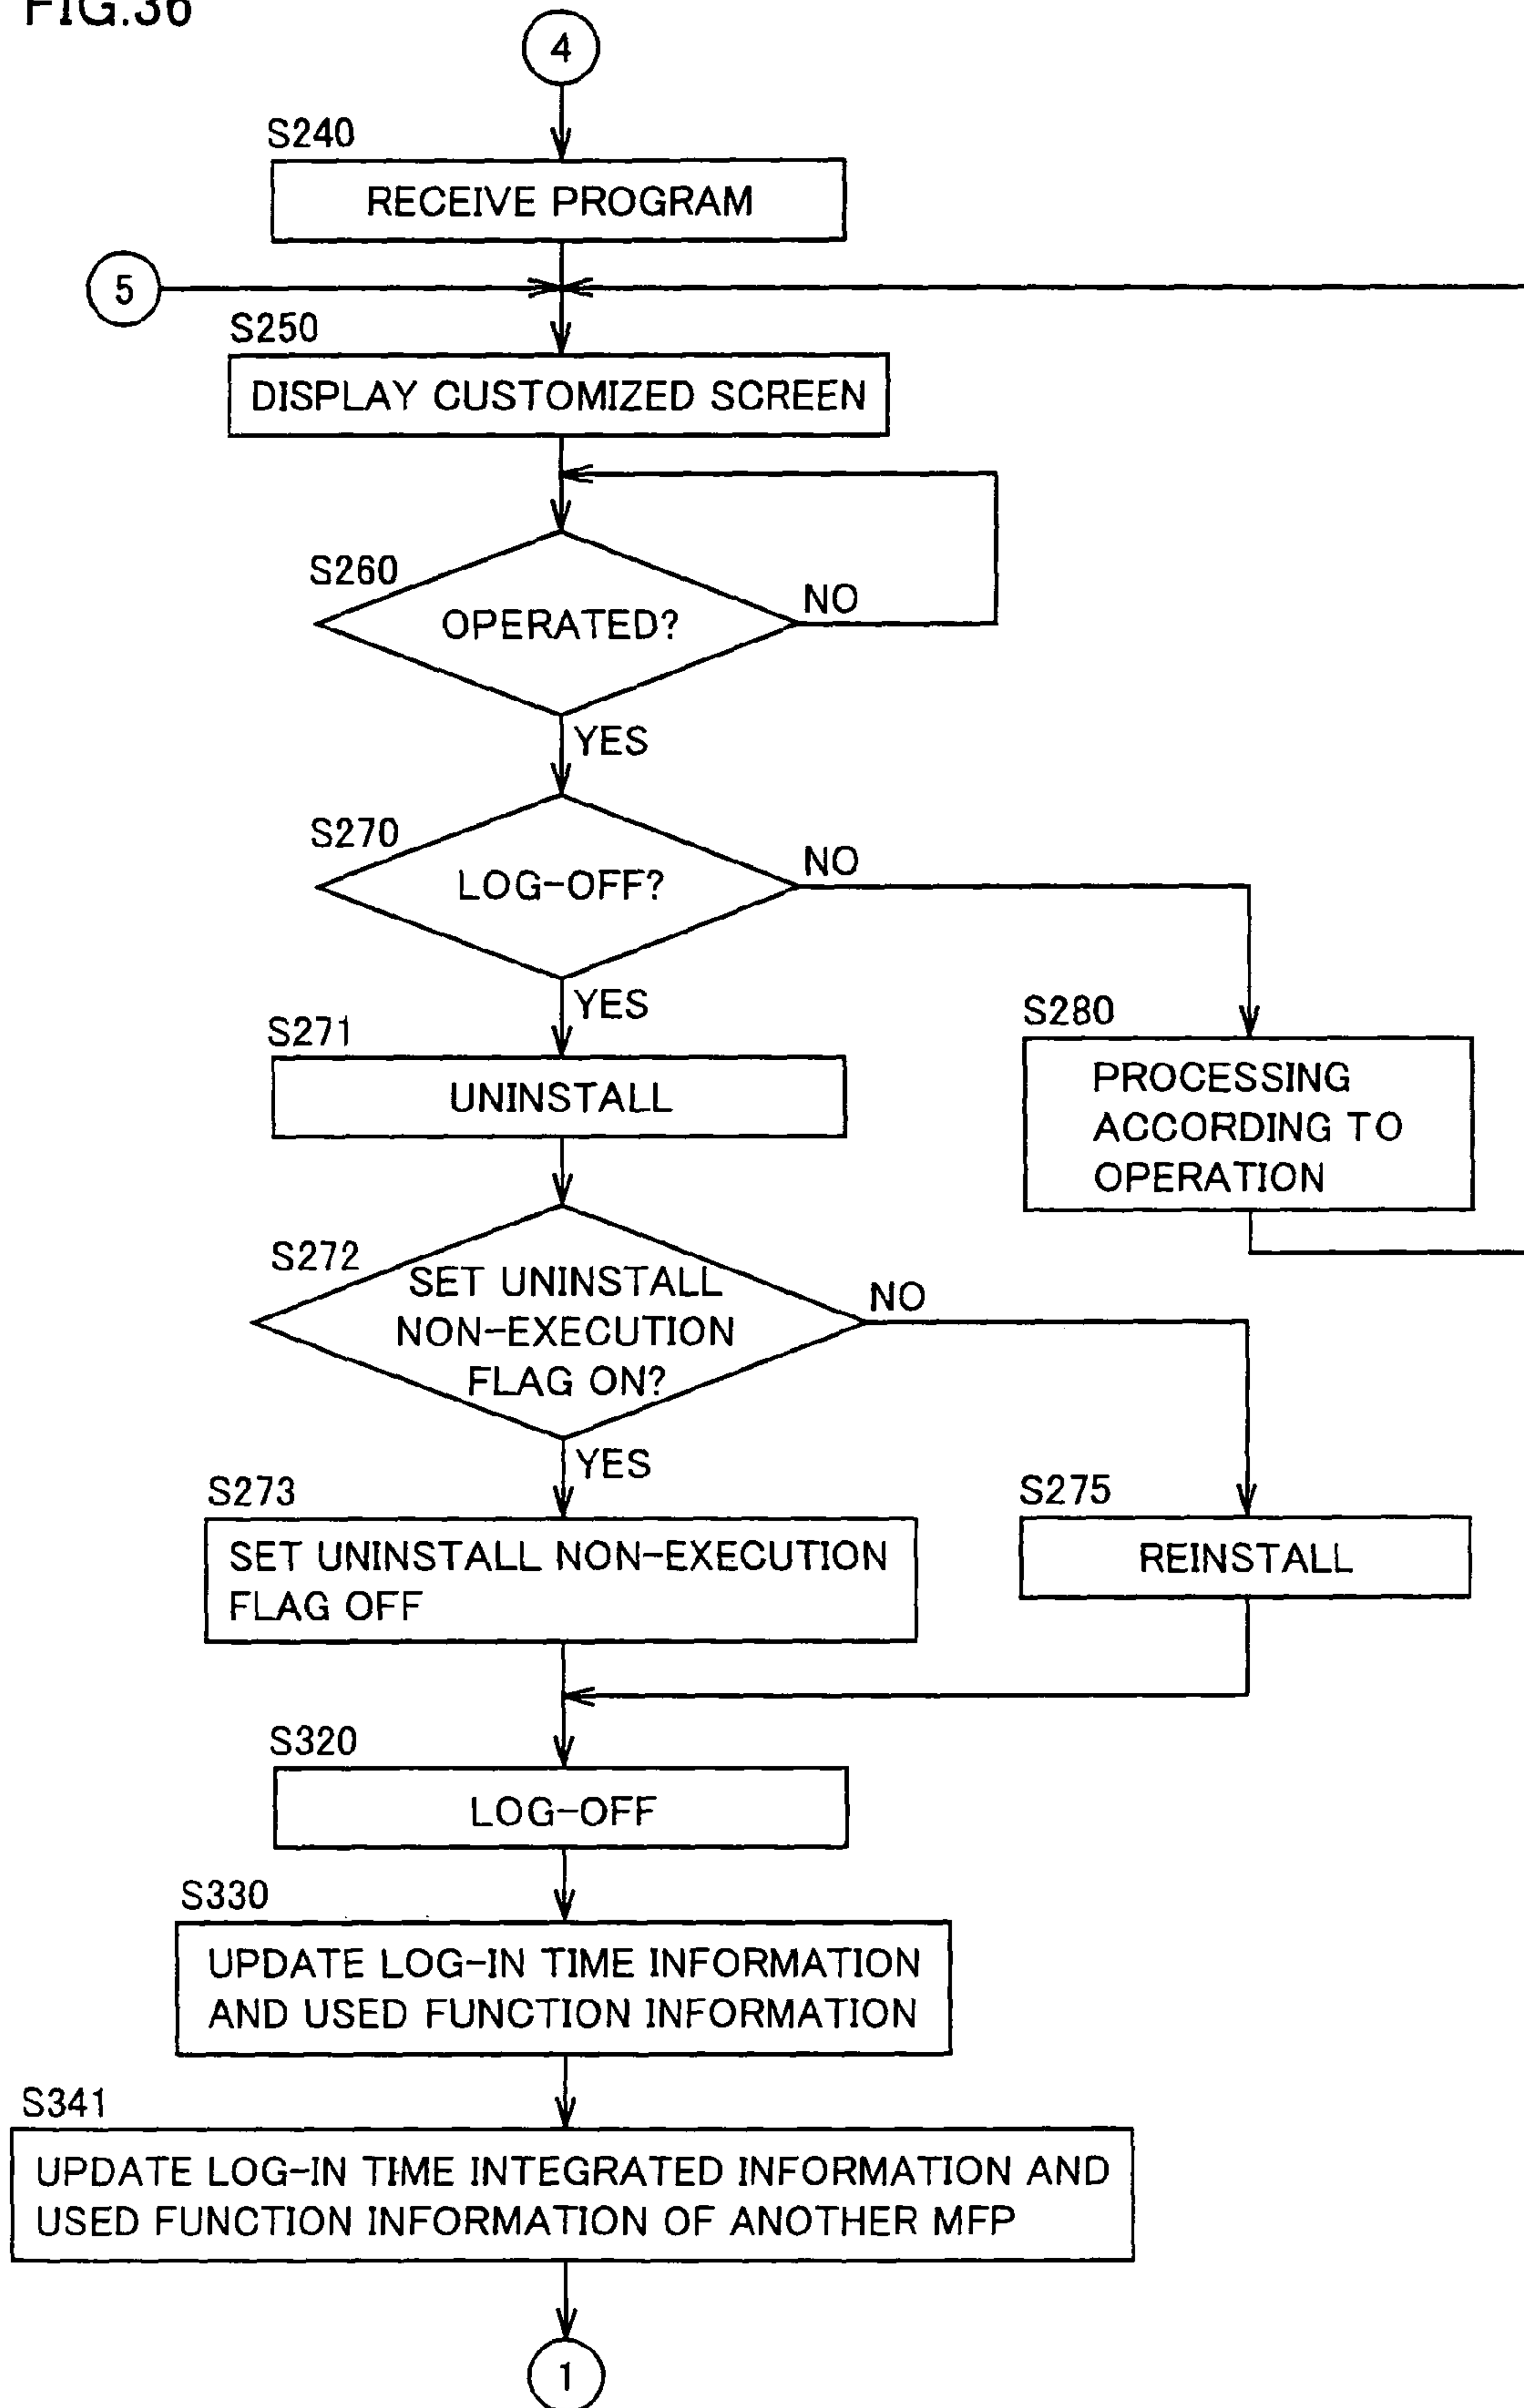 FIG.36
4
S240
RECEIVE PROGRAM
5
S250
DISPLAY CUSTOMIZED SCREEN
S260
OPERATED?
NO
YES
S270
LOG-OFF?
NO
YES
S271
UNINSTALL
S280
PROCESSING
ACCORDING TO
OPERATION
S272
SET UNINSTALL
NON-EXECUTION
FLAG ON?
NO
YES
S273
SET UNINSTALL NON-EXECUTION
FLAG OFF
S275
REINSTALL
S320
LOG-OFF
S330
UPDATE LOG-IN TIME INFORMATION
AND USED FUNCTION INFORMATION
S341
UPDATE LOG-IN TIME INTEGRATED INFORMATION AND
USED FUNCTION INFORMATION OF ANOTHER MFP
1